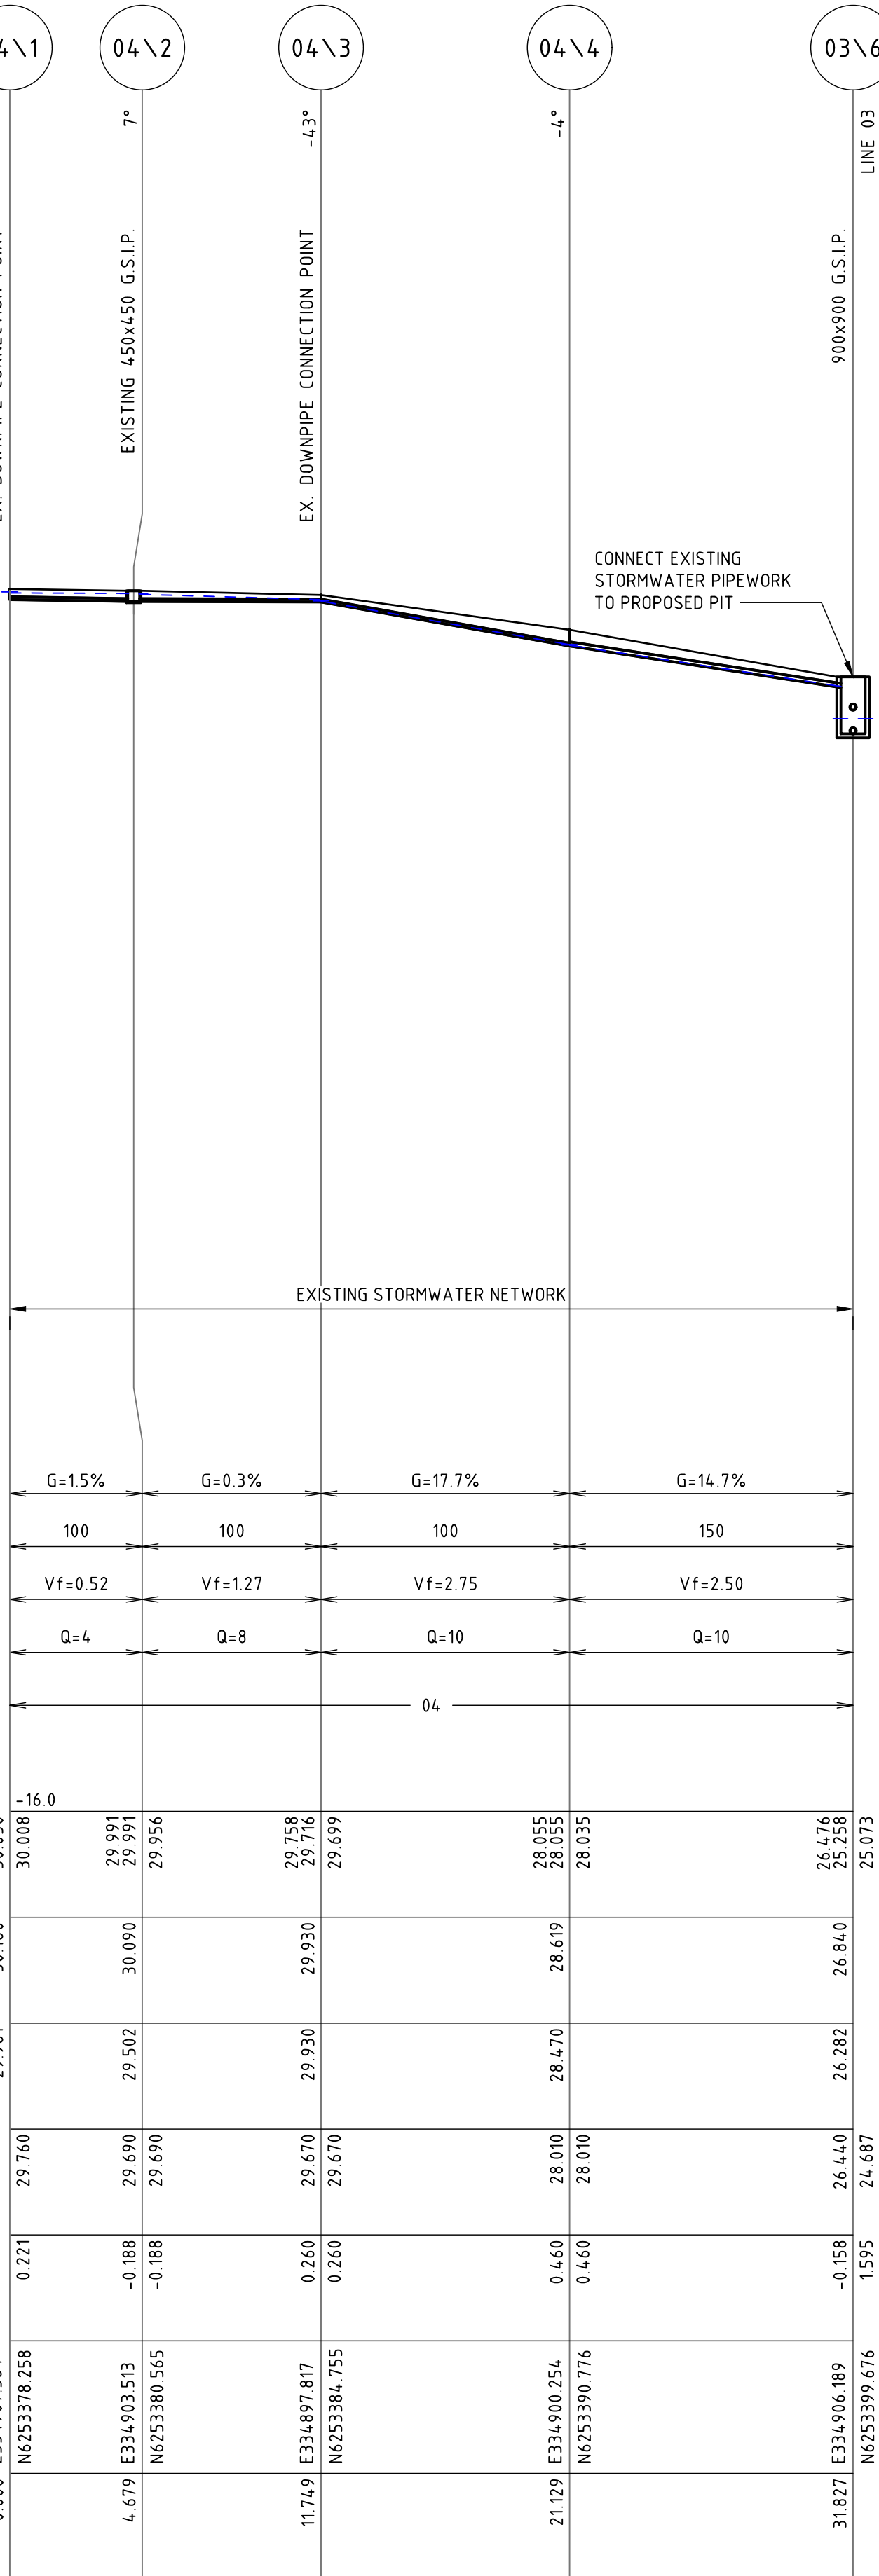 4\1
04\2
04\3
04\4
03\6
7°
-43°
-4°
LINE 03
EXISTING 450x450 G.S.I.P.
EX. DOWNPIPE CONNECTION POINT
900x900 G.S.I.P.
CONNECT EXISTING
STORMWATER PIPEWORK
TO PROPOSED PIT
EXISTING STORMWATER NETWORK
G=1.5%
G=0.3%
G=17.7%
G=14.7%
100
100
100
150
Vf=0.52
Vf=1.27
Vf=2.75
Vf=2.50
Q=4
Q=8
Q=10
Q=10
04
-16.0
30.008
29.991
29.991
29.956
29.758
29.716
29.699
28.055
28.055
28.035
26.476
25.258
25.073
30.090
29.930
28.619
26.840
29.502
29.930
28.470
26.282
29.760
29.690
29.690
29.670
29.670
28.010
28.010
26.440
24.687
0.221
-0.188
-0.188
0.260
0.260
0.460
0.460
-0.158
1.595
N6253378.258
E334903.513
N6253380.565
E334897.817
N6253384.755
E334900.254
N6253390.776
E334906.189
N6253399.676
4.679
11.749
21.129
31.827